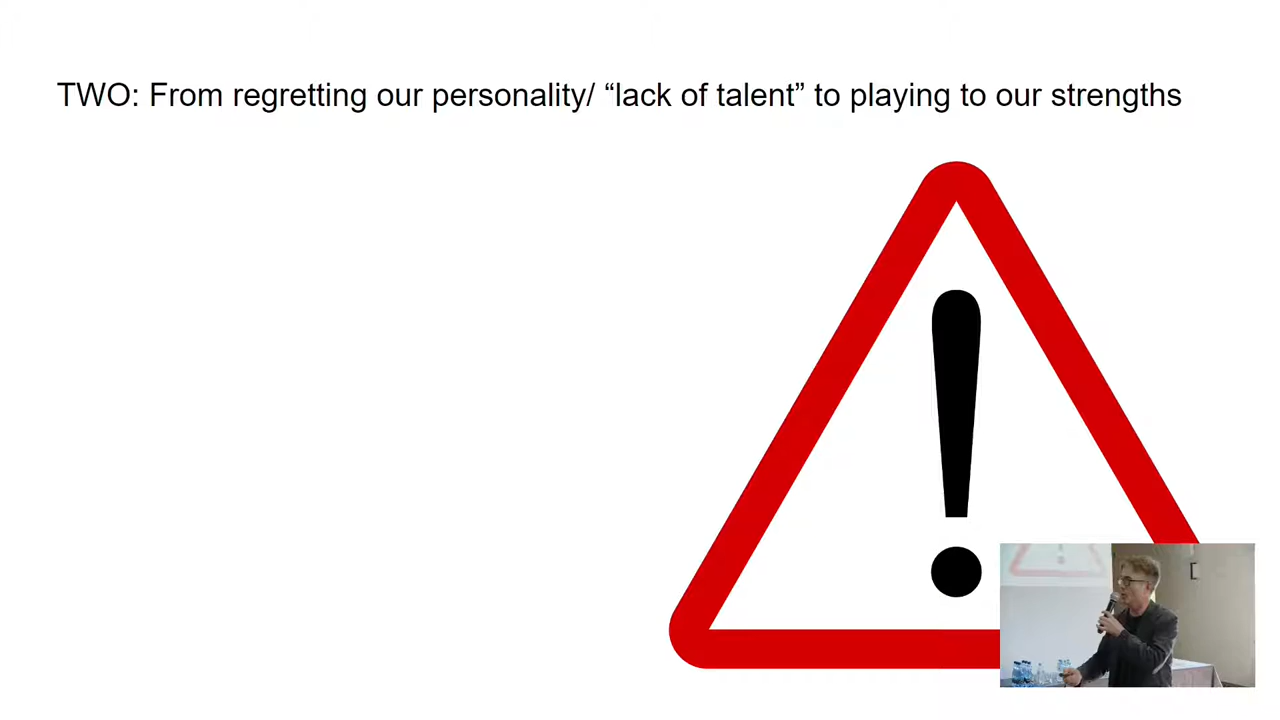 TWO: From regretting our personality/ “lack of talent” to playing to our strengths